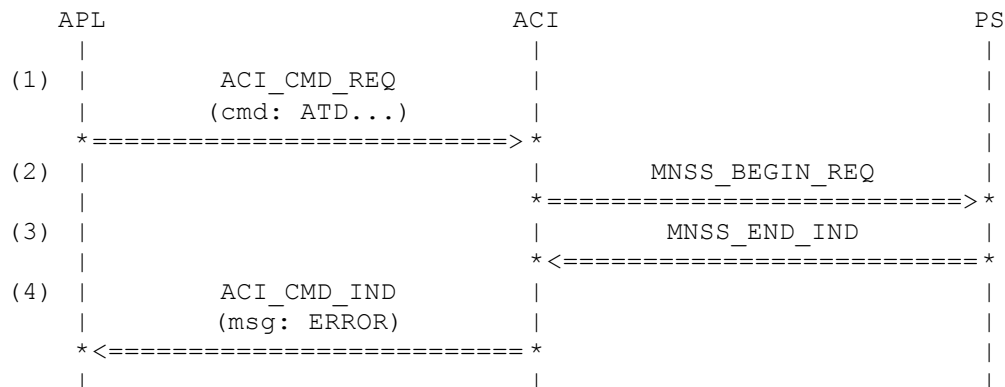 APL ACI PS
| | |
(1) | ACI_CMD_REQ | |
| (cmd: ATD...) | |
*==========================>* |
(2) | | MNSS_BEGIN_REQ |
| *==========================>*
(3) | | MNSS_END_IND |
| *<==========================*
(4) | ACI_CMD_IND | |
| (msg: ERROR) | |
*<==========================* |
| | |